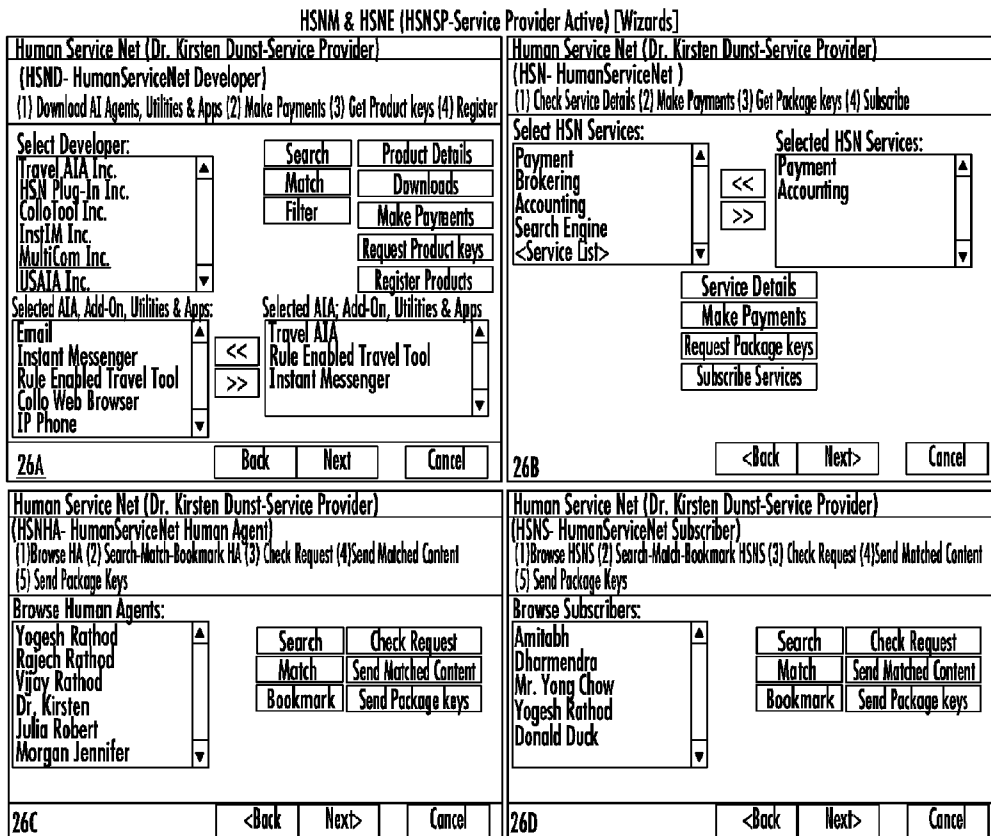 HSNM & HSNE (HSNSP-Service Provider Active) [Wizards]
Human Service Net (Dr. Kirsten Dunst-Service Provider)
(HSND- HumanServiceNet Developer)
(1) Download AI Agents, Utilities & Apps (2) Make Payments (3) Get Product keys (4) Register
Select Developer:
Travel AIA Inc.
HSN Plug-In Inc.
ColloTool Inc.
InstIM Inc.
MultiCom Inc.
USAIA Inc.
Search
Match
Filter
Product Details
Downloads
Make Payments
Request Product keys
Register Products
Selected AIA, Add-On, Utilities & Apps:
Email
Instant Messenger
Rule Enabled Travel Tool
Collo Web Browser
IP Phone
<<
>>
Selected AIA; Add-On, Utilities & Apps
Travel AIA
Rule Enabled Travel Tool
Instant Messenger
26A
Back
Next
Cancel
Human Service Net (Dr. Kirsten Dunst-Service Provider)
(HSN- HumanServiceNet )
(1) Check Service Details (2) Make Payments (3) Get Package keys (4) Subscribe
Select HSN Services:
Payment
Brokering
Accounting
Search Engine
<Service List>
<<
>>
Selected HSN Services:
Payment
Accounting
Service Details
Make Payments
Request Package keys
Subscribe Services
26B
<Back
Next>
Cancel
Human Service Net (Dr. Kirsten Dunst-Service Provider)
(HSNHA- HumanServiceNet Human Agent)
(1)Browse HA (2) Search-Match-Bookmark HA (3) Check Request (4)Send Matched Content
(5) Send Package Keys
Browse Human Agents:
Yogesh Rathod
Rajech Rathod
Vijay Rathod
Dr. Kirsten
Julia Robert
Morgan Jennifer
Search
Match
Bookmark
Check Request
Send Matched Content
Send Package keys
26C
<Back
Next>
Cancel
Human Service Net (Dr. Kirsten Dunst-Service Provider)
(HSNS- HumanServiceNet Subscriber)
(1)Browse HSNS (2) Search-Match-Bookmark HSNS (3) Check Request (4)Send Matched Content
(5) Send Package Keys
Browse Subscribers:
Amitabh
Dharmendra
Mr. Yong Chow
Yogesh Rathod
Donald Duck
Search
Match
Bookmark
Check Request
Send Matched Content
Send Package keys
26D
<Back
Next>
Cancel